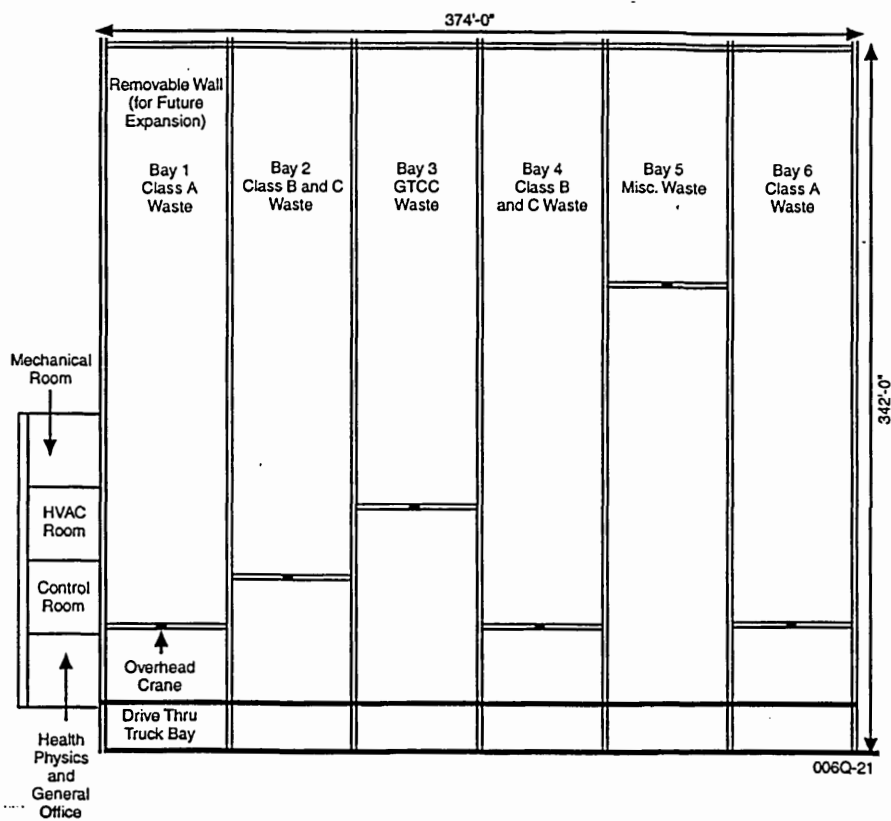 374'-0"
Removable Wall
(for Future
Expansion)
Bay 1
Class A
Waste
Bay 2
Class B and C
Waste
Bay 3
GTCC
Waste
Bay 4
Class B
and C Waste
Bay 5
Misc. Waste
Bay 6
Class A
Waste
342'-0"
Mechanical
Room
HVAC
Room
Control
Room
Overhead
Crane
Drive Thru
Truck Bay
Health
Physics
and
General
Office
006Q-21